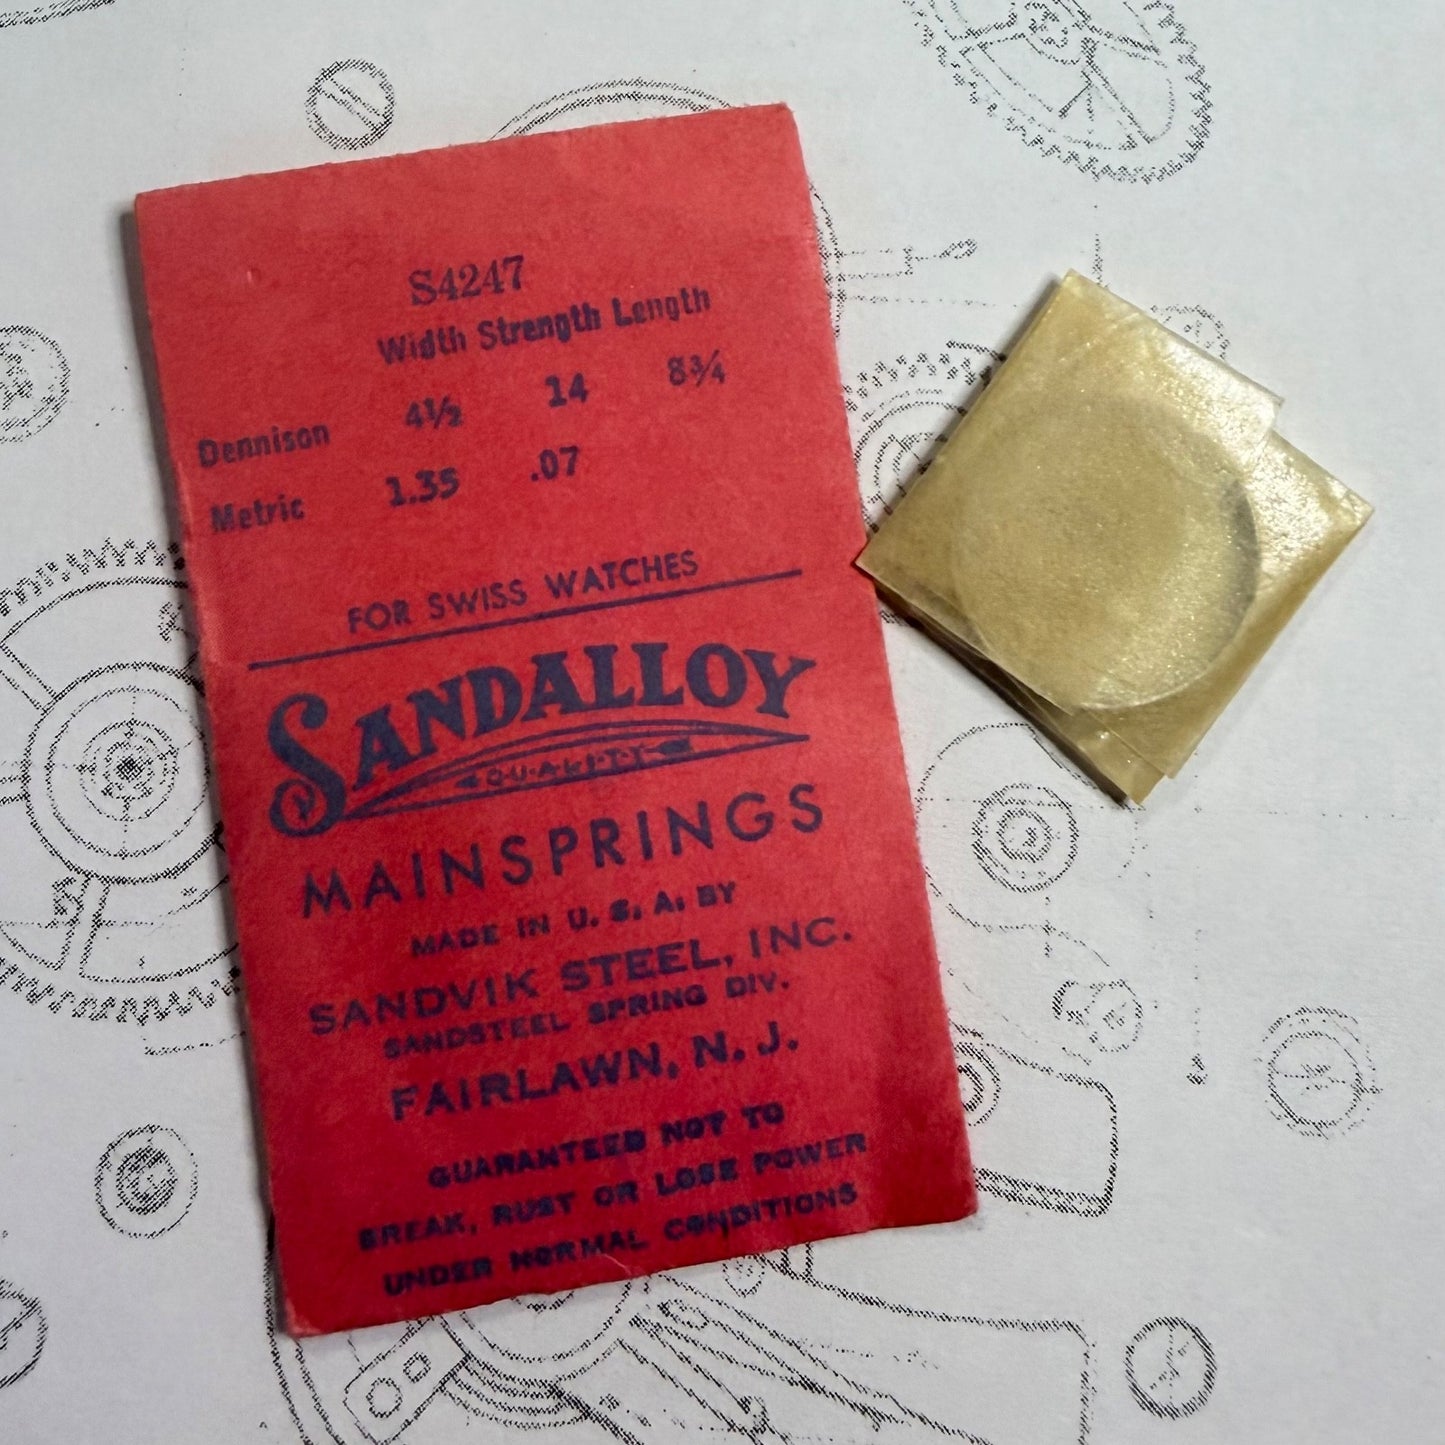 S4247
Width Strength Length
Dennison 4½ 14 8¾
Metric 1.35 .07
FOR SWISS WATCHES
SANDALLOY
QUALITY
MAINSPRINGS
MADE IN U. S. A. BY
SANDVIK STEEL, INC.
SANDSTEEL SPRING DIV.
FAIRLAWN, N. J.
GUARANTEED NOT TO
BREAK, RUST OR LOSE POWER
UNDER NORMAL CONDITIONS